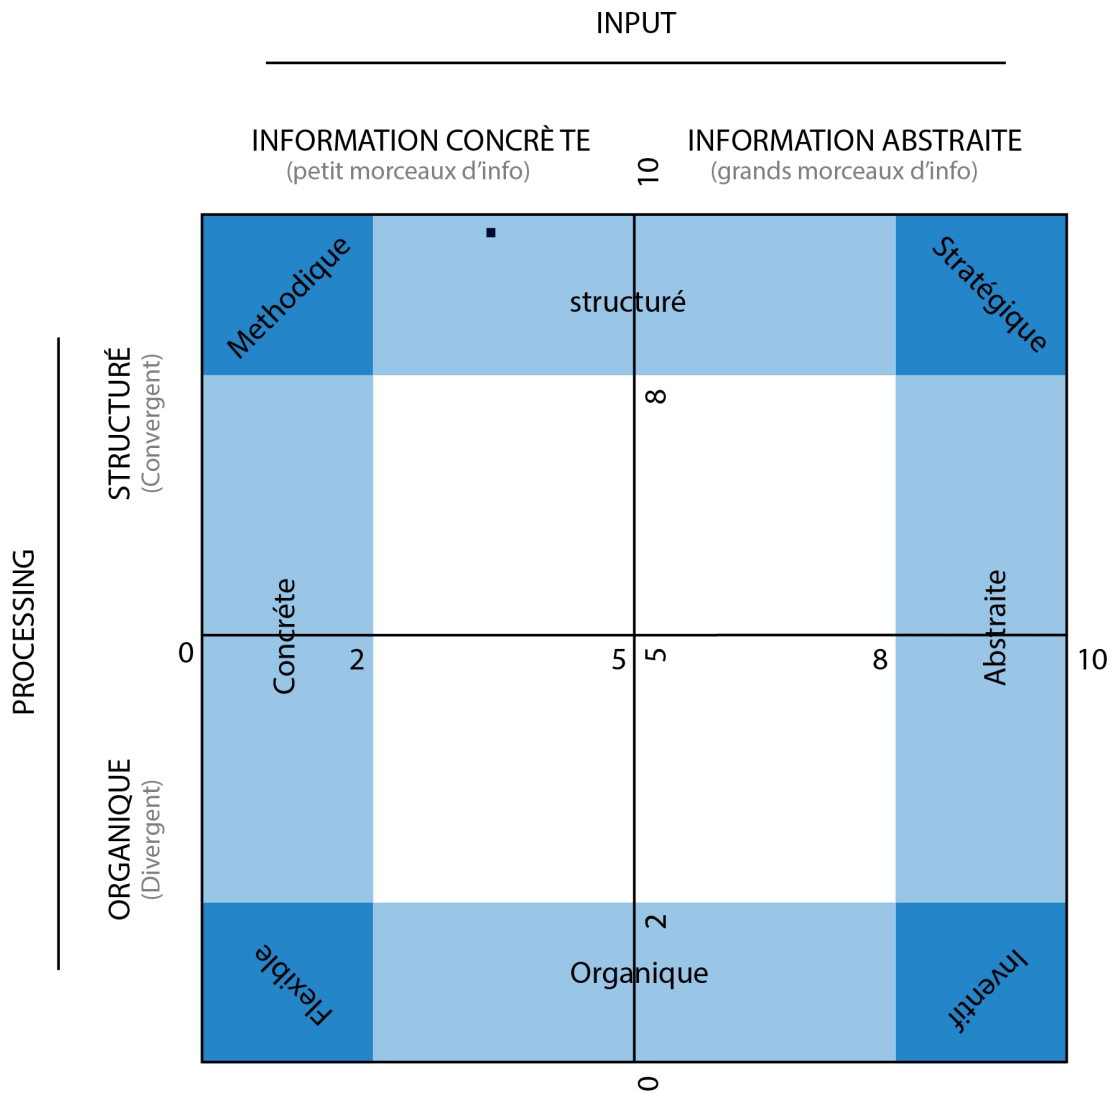 INPUT
INFORMATION CONCRÈ TE
(petit morceaux d'info)
INFORMATION ABSTRAITE
(grands morceaux d'info)
10
Methodique
structuré
Stratégique
8
PROCESSING
STRUCTURÉ
(Convergent)
ORGANIQUE
(Divergent)
Concréte
Abstraite
0
2
5
5
8
10
2
Flexible
Organique
Inventif
0